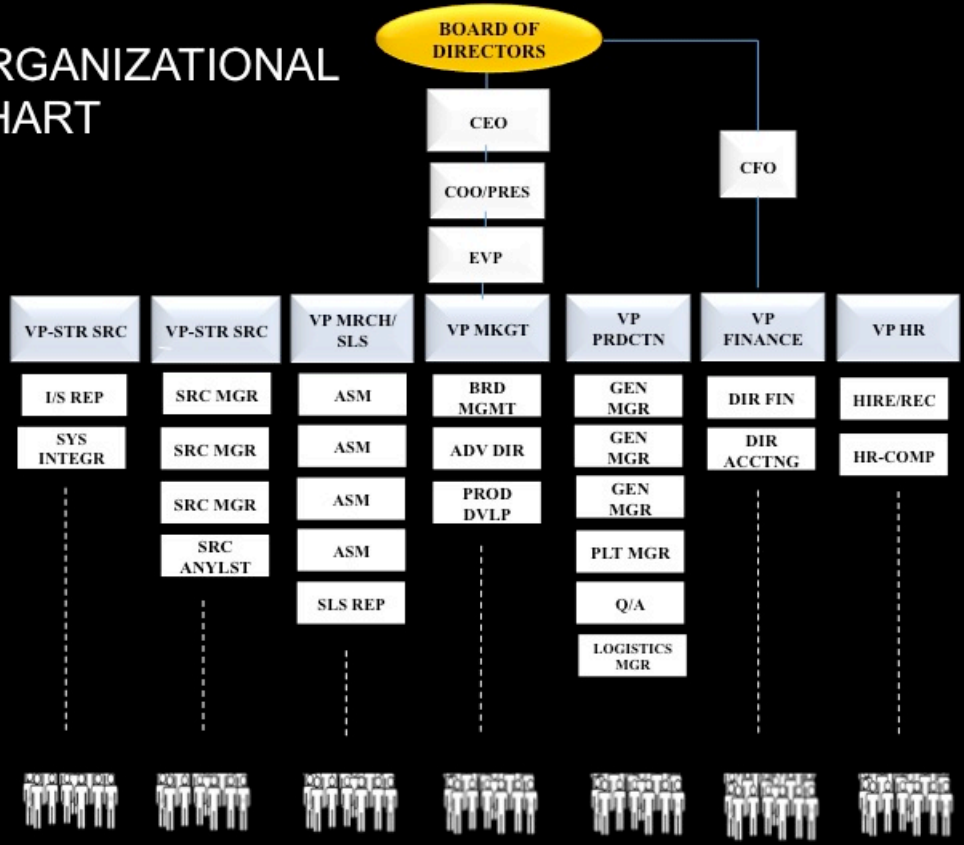 RGANIZATIONAL
HART
BOARD OF
DIRECTORS
CEO
COO/PRES
EVP
CFO
VP-STR SRC
I/S REP
SYS
INTEGR
VP-STR SRC
SRC MGR
SRC MGR
SRC MGR
SRC
ANYLST
VP MRCH/
SLS
ASM
ASM
ASM
ASM
SLS REP
VP MKGT
BRD
MGMT
ADV DIR
PROD
DVLP
VP
PRDCTN
GEN
MGR
GEN
MGR
GEN
MGR
PLT MGR
Q/A
LOGISTICS
MGR
VP
FINANCE
DIR FIN
DIR
ACCTNG
VP HR
HIRE/REC
HR-COMP